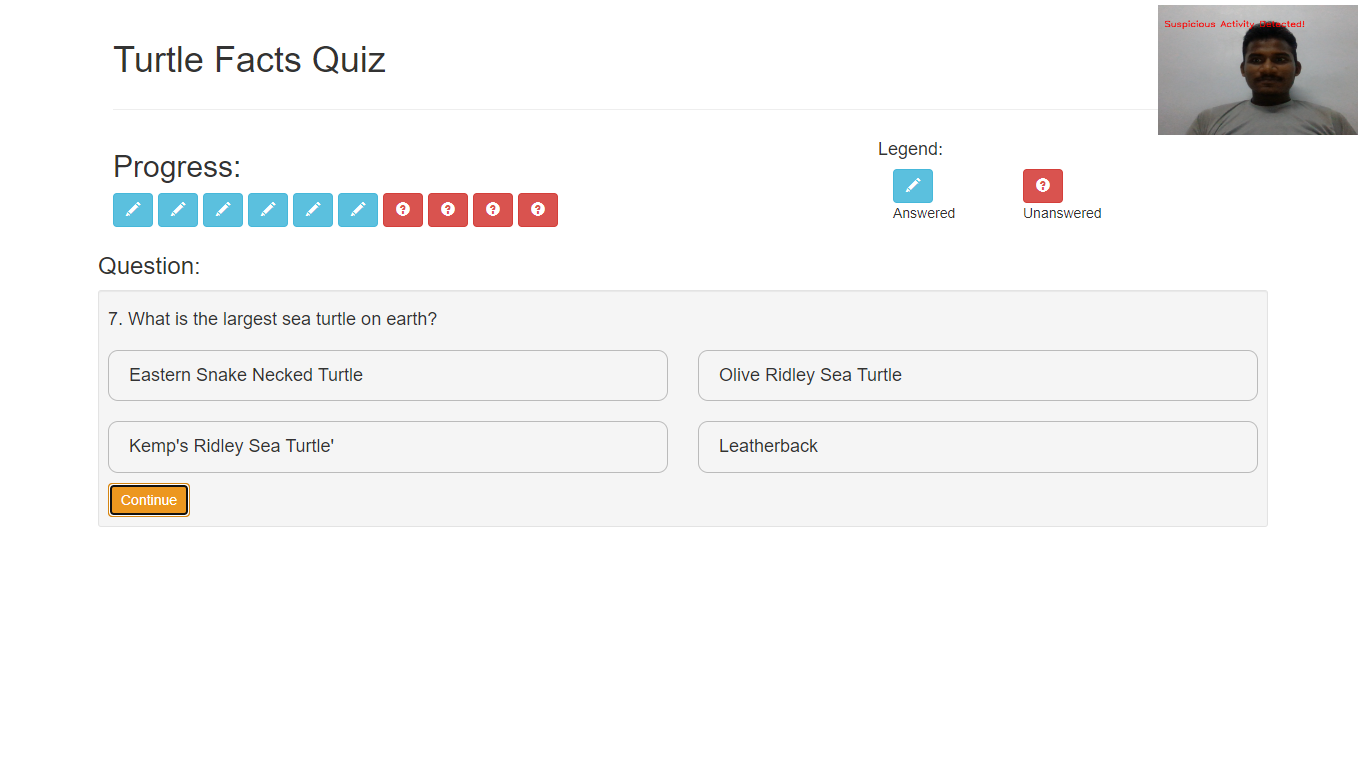 Turtle Facts Quiz
Suspicious Activity Detected!
Progress:
Legend:
Answered
Unanswered
Question:
7. What is the largest sea turtle on earth?
Eastern Snake Necked Turtle
Olive Ridley Sea Turtle
Kemp's Ridley Sea Turtle'
Leatherback
Continue